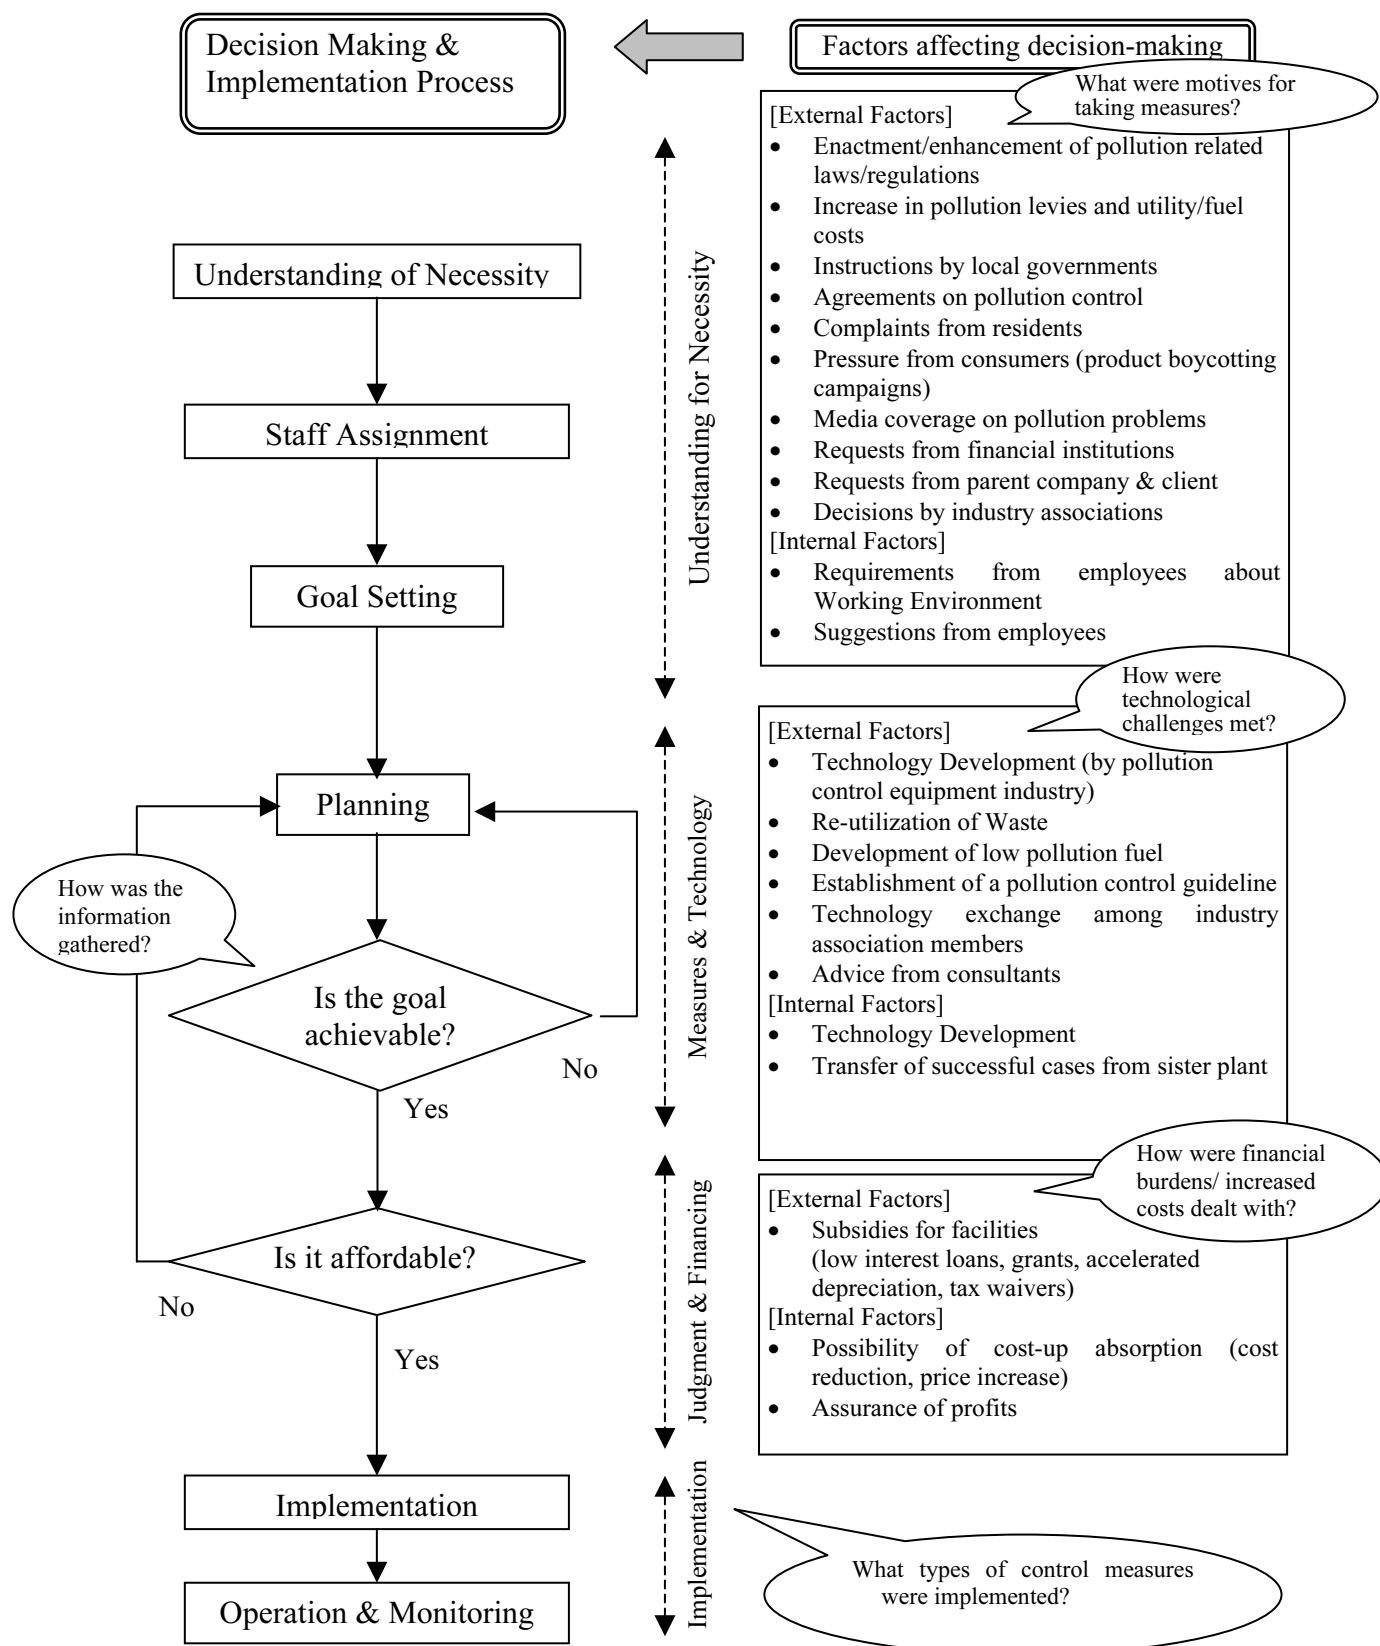 Decision Making &
Implementation Process
Factors affecting decision-making
What were motives for
taking measures?
[External Factors]
• Enactment/enhancement of pollution related
laws/regulations
• Increase in pollution levies and utility/fuel
costs
• Instructions by local governments
• Agreements on pollution control
• Complaints from residents
• Pressure from consumers (product boycotting
campaigns)
• Media coverage on pollution problems
• Requests from financial institutions
• Requests from parent company & client
• Decisions by industry associations
[Internal Factors]
• Requirements from employees about
Working Environment
• Suggestions from employees
Understanding for Necessity
Understanding of Necessity
Staff Assignment
Goal Setting
How were
technological
challenges met?
[External Factors]
• Technology Development (by pollution
control equipment industry)
• Re-utilization of Waste
• Development of low pollution fuel
• Establishment of a pollution control guideline
• Technology exchange among industry
association members
• Advice from consultants
[Internal Factors]
• Technology Development
• Transfer of successful cases from sister plant
Measures & Technology
Planning
How was the
information
gathered?
Is the goal
achievable?
No
Yes
How were financial
burdens/ increased
costs dealt with?
[External Factors]
• Subsidies for facilities
(low interest loans, grants, accelerated
depreciation, tax waivers)
[Internal Factors]
• Possibility of cost-up absorption (cost
reduction, price increase)
• Assurance of profits
Judgment & Financing
Is it affordable?
No
Yes
Implementation
Implementation
Operation & Monitoring
What types of control measures
were implemented?